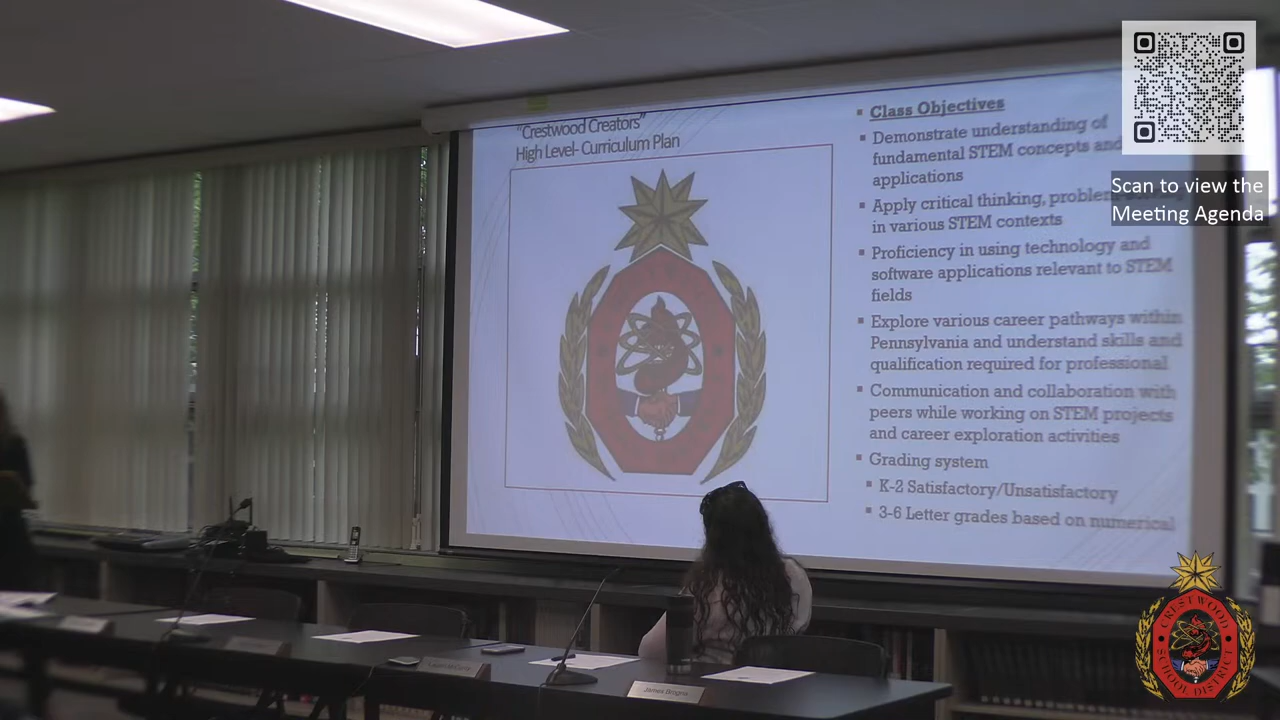 "Crestwood Creators"
High Level- Curriculum Plan
Class Objectives
Demonstrate understanding of
fundamental STEM concepts and
applications
Apply critical thinking, problem
in various STEM contexts
Proficiency in using technology and
software applications relevant to STEM
fields
Explore various career pathways within
Pennsylvania and understand skills and
qualification required for professional
Communication and collaboration with
peers while working on STEM projects
and career exploration activities
Grading system
K-2 Satisfactory/Unsatisfactory
3-6 Letter grades based on numerical
Scan to view the
Meeting Agenda
James Brogna
CRESTWOOD
SCHOOL DISTRICT